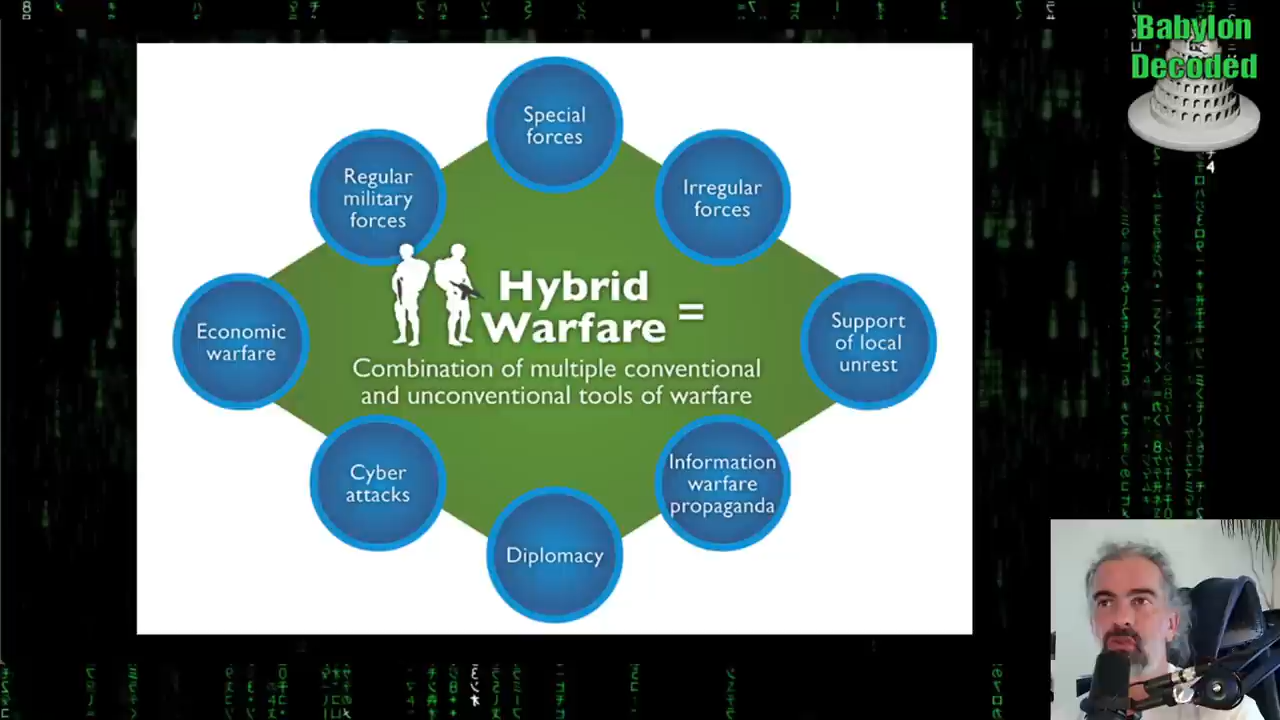 Babylon
Decoded
Special
forces
Regular
military
forces
Irregular
forces
Hybrid
Warfare =
Combination of multiple conventional
and unconventional tools of warfare
Economic
warfare
Support
of local
unrest
Cyber
attacks
Information
warfare
propaganda
Diplomacy